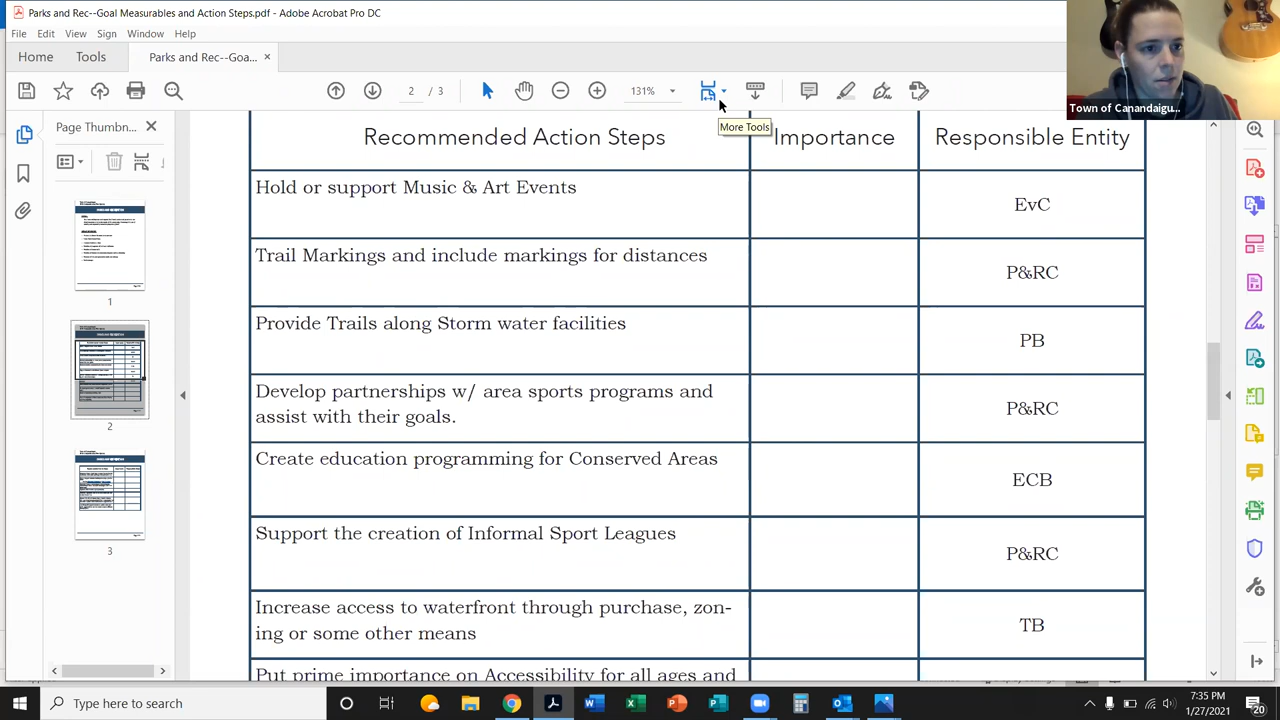 Parks and Rec--Goal Measurables and Action Steps.pdf - Adobe Acrobat Pro DC
File Edit View Sign Window Help
Home Tools Parks and Rec--Goa... ×
2 / 3 131%
Town of Canandaigu...
More Tools
Page Thumbn...
Recommended Action Steps Importance Responsible Entity
Hold or support Music & Art Events EvC
Trail Markings and include markings for distances P&RC
Provide Trails along Storm water facilities PB
Develop partnerships w/ area sports programs and
assist with their goals. P&RC
Create education programming for Conserved Areas ECB
Support the creation of Informal Sport Leagues P&RC
Increase access to waterfront through purchase, zon-
ing or some other means TB
Put prime importance on Accessibility for all ages and
1
2
3
Type here to search
7:35 PM
1/27/2021
20